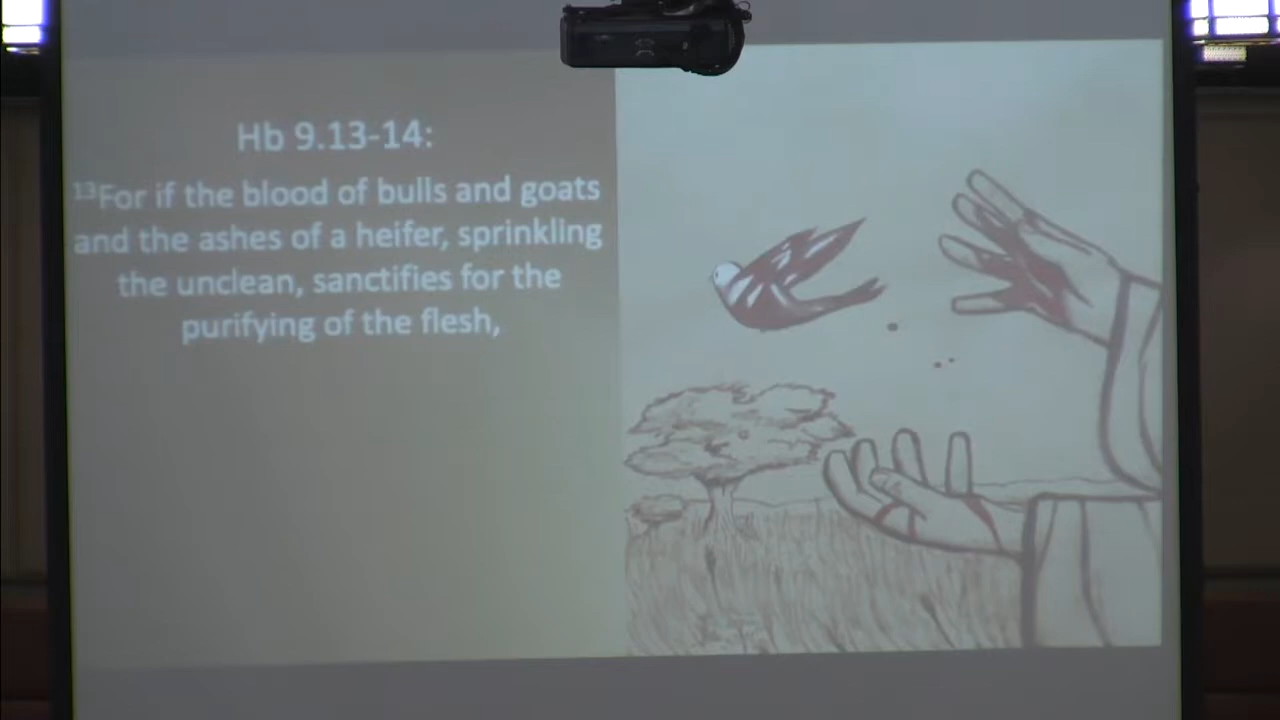 Hb 9.13-14:
¹³For if the blood of bulls and goats
and the ashes of a heifer, sprinkling
the unclean, sanctifies for the
purifying of the flesh,